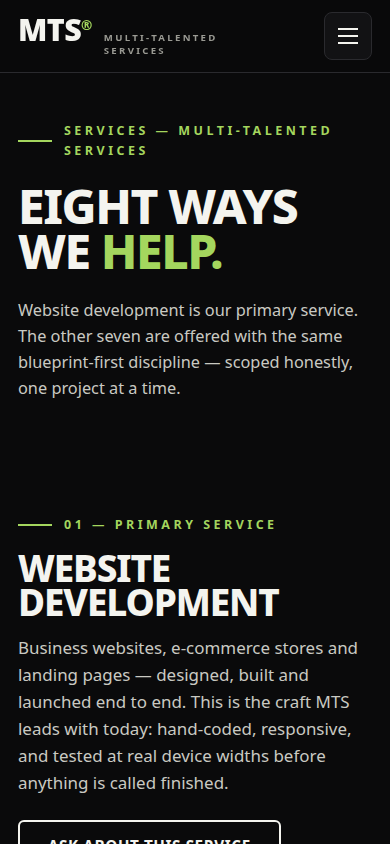 MTS®
MULTI-TALENTED
SERVICES
SERVICES — MULTI-TALENTED
SERVICES
EIGHT WAYS
WE HELP.
Website development is our primary service.
The other seven are offered with the same
blueprint-first discipline — scoped honestly,
one project at a time.
01 — PRIMARY SERVICE
WEBSITE
DEVELOPMENT
Business websites, e-commerce stores and
landing pages — designed, built and
launched end to end. This is the craft MTS
leads with today: hand-coded, responsive,
and tested at real device widths before
anything is called finished.
ASK ABOUT THIS SERVICE